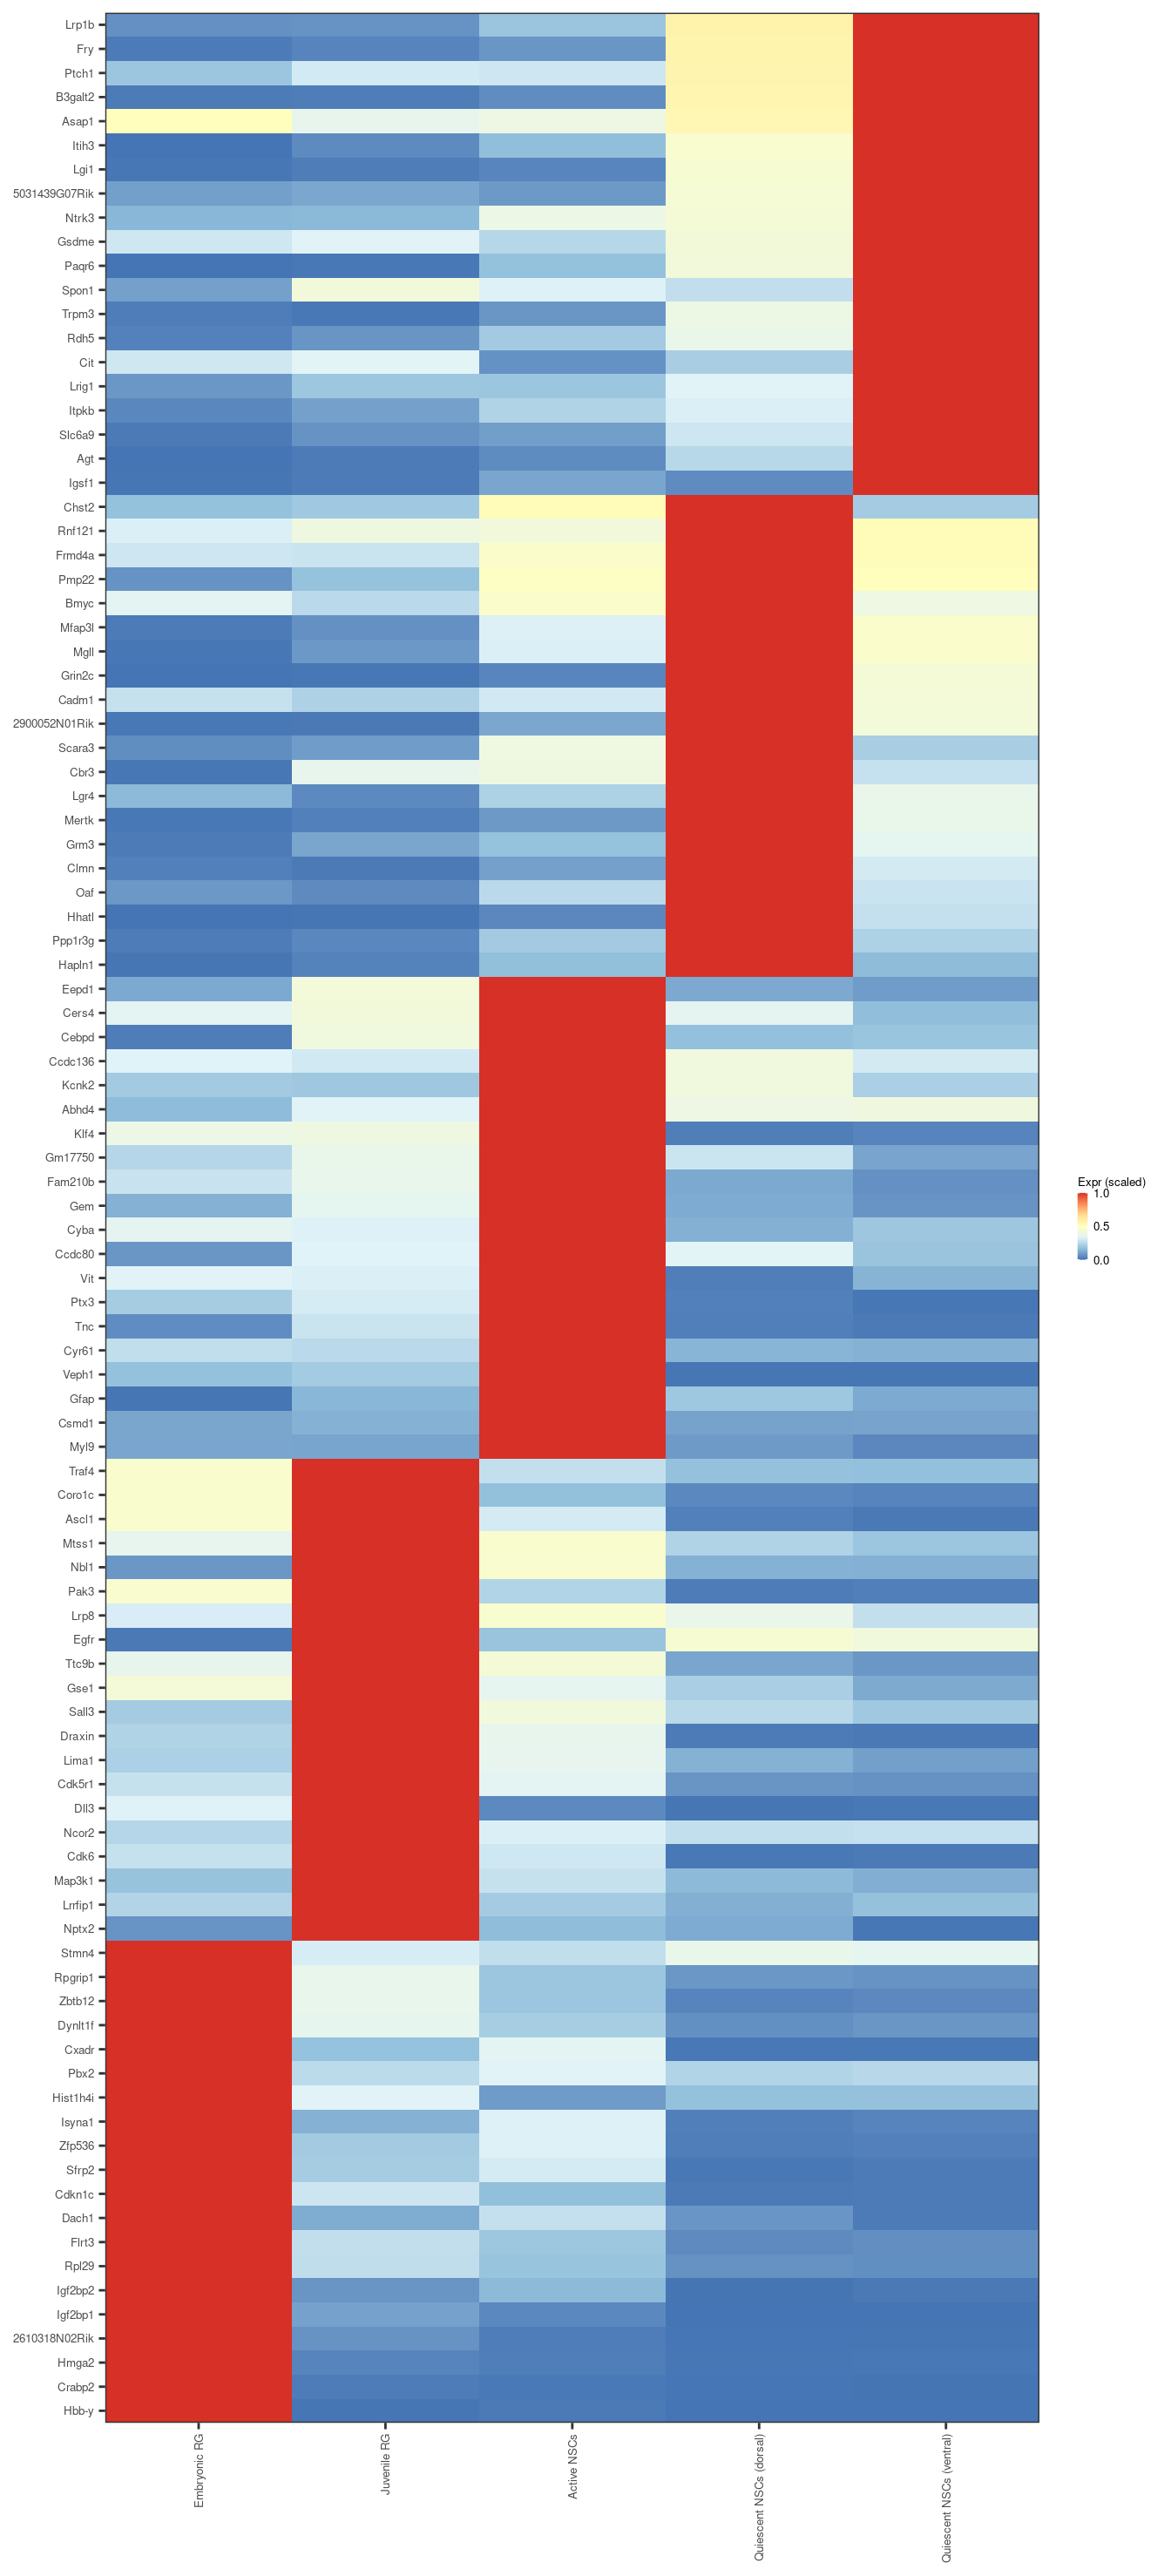 Lrp1b
Fry
Ptch1
B3galt2
Asap1
Itih3
Lgi1
5031439G07Rik
Ntrk3
Gsdme
Paqr6
Spon1
Trpm3
Rdh5
Cit
Lrig1
Itpkb
Slc6a9
Agt
Igsf1
Chst2
Rnf121
Frmd4a
Pmp22
Bmyc
Mfap3l
Mgll
Grin2c
Cadm1
2900052N01Rik
Scara3
Cbr3
Lgr4
Mertk
Grm3
Clmn
Oaf
Hhatl
Ppp1r3g
Hapln1
Eepd1
Cers4
Cebpd
Ccdc136
Kcnk2
Abhd4
Klf4
Gm17750
Fam210b
Gem
Cyba
Ccdc80
Vit
Ptx3
Tnc
Cyr61
Veph1
Gfap
Csmd1
Myl9
Traf4
Coro1c
Ascl1
Mtss1
Nbl1
Pak3
Lrp8
Egfr
Ttc9b
Gse1
Sall3
Draxin
Lima1
Cdk5r1
Dll3
Ncor2
Cdk6
Map3k1
Lrrfip1
Nptx2
Stmn4
Rpgrip1
Zbtb12
Dynlt1f
Cxadr
Pbx2
Hist1h4i
Isyna1
Zfp536
Sfrp2
Cdkn1c
Dach1
Flrt3
Rpl29
Igf2bp2
Igf2bp1
2610318N02Rik
Hmga2
Crabp2
Hbb-y
Embryonic RG
Juvenile RG
Active NSCs
Quiescent NSCs (dorsal)
Quiescent NSCs (ventral)
Expr (scaled)
1.0
0.5
0.0